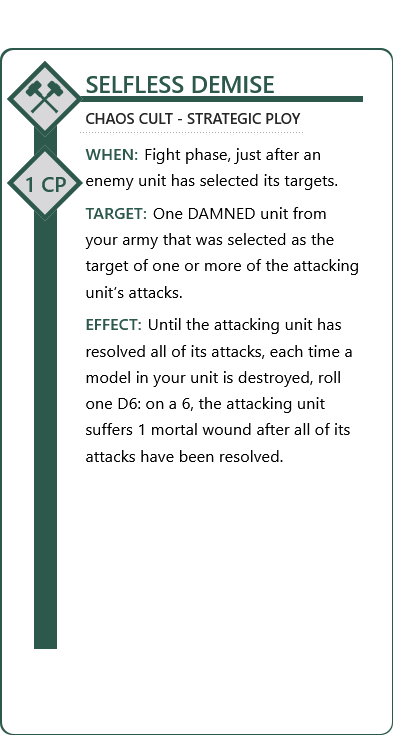 SELFLESS DEMISE
CHAOS CULT - STRATEGIC PLOY
1 CP
WHEN: Fight phase, just after an
enemy unit has selected its targets.
TARGET: One DAMNED unit from
your army that was selected as the
target of one or more of the attacking
unit's attacks.
EFFECT: Until the attacking unit has
resolved all of its attacks, each time a
model in your unit is destroyed, roll
one D6: on a 6, the attacking unit
suffers 1 mortal wound after all of its
attacks have been resolved.